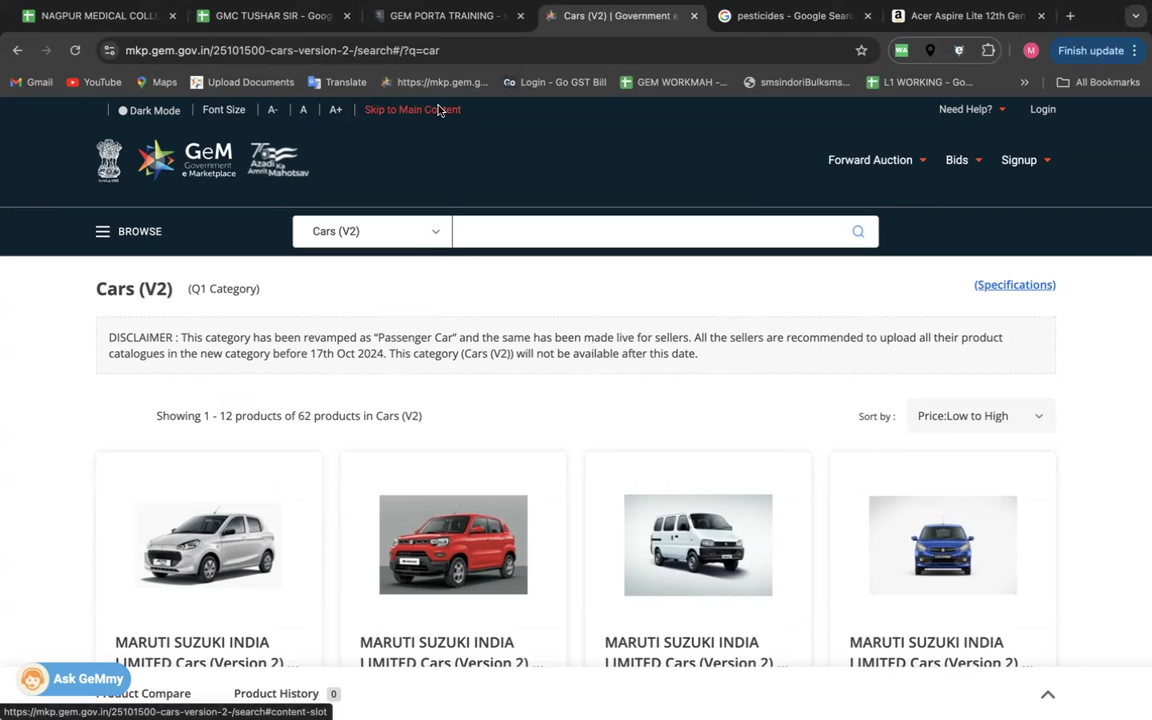 NAGPUR MEDICAL COLL
GMC TUSHAR SIR - Goog
GEM PORTA TRAINING -
Cars (V2) | Government e
pesticides - Google Searc
Acer Aspire Lite 12th Gen
mkp.gem.gov.in/25101500-cars-version-2-/search#/?q=car
WA
M
Finish update
Gmail
YouTube
Maps
Upload Documents
Translate
https://mkp.gem.g...
Login - Go GST Bill
GEM WORKMAH -...
smsindoriBulksms...
L1 WORKING - Go...
All Bookmarks
Dark Mode
Font Size
A-
A
A+
Skip to Main Content
Need Help?
Login
GeM
Government
e Marketplace
75
Azadi Ka
Amrit Mahotsav
Forward Auction
Bids
Signup
BROWSE
Cars (V2)
Cars (V2) (Q1 Category)
(Specifications)
DISCLAIMER : This category has been revamped as “Passenger Car” and the same has been made live for sellers. All the sellers are recommended to upload all their product
catalogues in the new category before 17th Oct 2024. This category (Cars (V2)) will not be available after this date.
Showing 1 - 12 products of 62 products in Cars (V2)
Sort by :
Price:Low to High
MARUTI SUZUKI INDIA
LIMITED Cars (Version 2) ...
MARUTI SUZUKI INDIA
LIMITED Cars (Version 2) ...
MARUTI SUZUKI INDIA
LIMITED Cars (Version 2) ...
MARUTI SUZUKI INDIA
LIMITED Cars (Version 2) ...
Ask GeMmy
Product Compare
Product History 0
https://mkp.gem.gov.in/25101500-cars-version-2-/search#content-slot